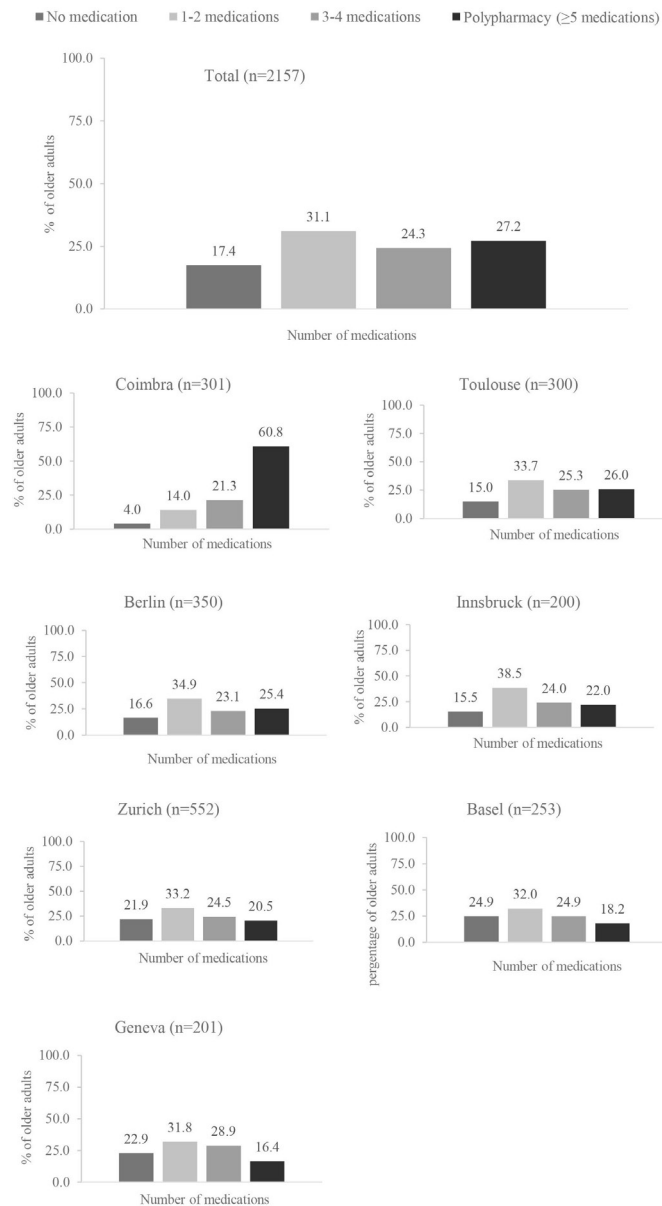 No medication 1-2 medications 3-4 medications Polypharmacy (≥5 medications)
Total (n=2157)
% of older adults
100.0
75.0
50.0
25.0
0.0
17.4 31.1 24.3 27.2
Number of medications
Coimbra (n=301)
% of older adults
100.0
75.0
50.0
25.0
0.0
4.0 14.0 21.3 60.8
Number of medications
Toulouse (n=300)
% of older adults
100.0
75.0
50.0
25.0
0.0
15.0 33.7 25.3 26.0
Number of medications
Berlin (n=350)
% of older adults
100.0
75.0
50.0
25.0
0.0
16.6 34.9 23.1 25.4
Number of medications
Innsbruck (n=200)
% of older adults
100.0
75.0
50.0
25.0
0.0
15.5 38.5 24.0 22.0
Number of medications
Zurich (n=552)
% of older adults
100.0
75.0
50.0
25.0
0.0
21.9 33.2 24.5 20.5
Number of medications
Basel (n=253)
pergentage of older adults
100.0
75.0
50.0
25.0
0.0
24.9 32.0 24.9 18.2
Number of medications
Geneva (n=201)
% of older adults
100.0
75.0
50.0
25.0
0.0
22.9 31.8 28.9 16.4
Number of medications